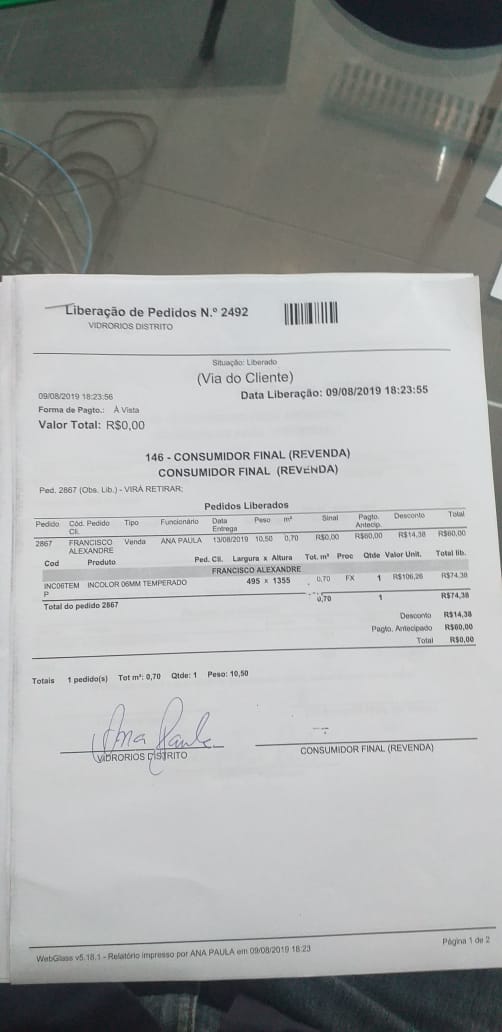 Liberação de Pedidos N.º 2492
VIDRORIOS DISTRITO
Situação: Liberado
(Via do Cliente)
09/08/2019 18:23:56 Data Liberação: 09/08/2019 18:23:55
Forma de Pagto.: À Vista
Valor Total: R$0,00
146 - CONSUMIDOR FINAL (REVENDA)
CONSUMIDOR FINAL (REVENDA)
Ped. 2867 (Obs. Lib.) - VIRÁ RETIRAR;
Pedidos Liberados
Pedido Cód. Pedido Cli. Tipo Funcionário Data Entrega Peso m² Sinal Pagto. Antecip. Desconto Total
2867 FRANCISCO ALEXANDRE Venda ANA PAULA 13/08/2019 10,50 0,70 R$0,00 R$60,00 R$14,38 R$60,00
Cod Produto Ped. Cli. Largura x Altura Tot. m² Proc Qtde Valor Unit. Total lib.
FRANCISCO ALEXANDRE
INC06TEMP INCOLOR 06MM TEMPERADO 495 x 1355 0,70 FX 1 R$106,26 R$74,38
Total do pedido 2867 0,70 1 R$74,38
Desconto R$14,38
Pagto. Antecipado R$60,00
Total R$0,00
Totais 1 pedido(s) Tot m²: 0,70 Qtde: 1 Peso: 10,50
Ana Paula
VIDRORIOS DISTRITO CONSUMIDOR FINAL (REVENDA)
WebGlass v5.18.1 - Relatório impresso por ANA PAULA em 09/08/2019 18:23 Página 1 de 2